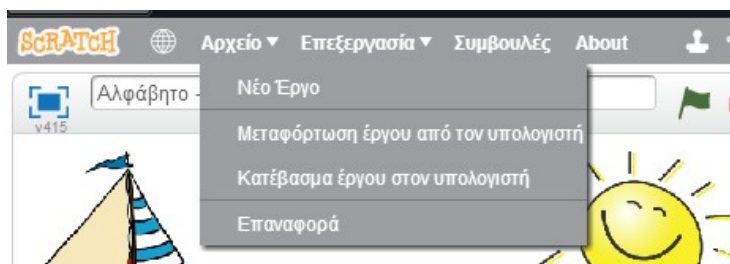 SCRATCH Αρχείο ▼ Επεξεργασία ▼ Συμβουλές About
Αλφάβητο -
v415
Νέο Έργο
Μεταφόρτωση έργου από τον υπολογιστή
Κατέβασμα έργου στον υπολογιστή
Επαναφορά